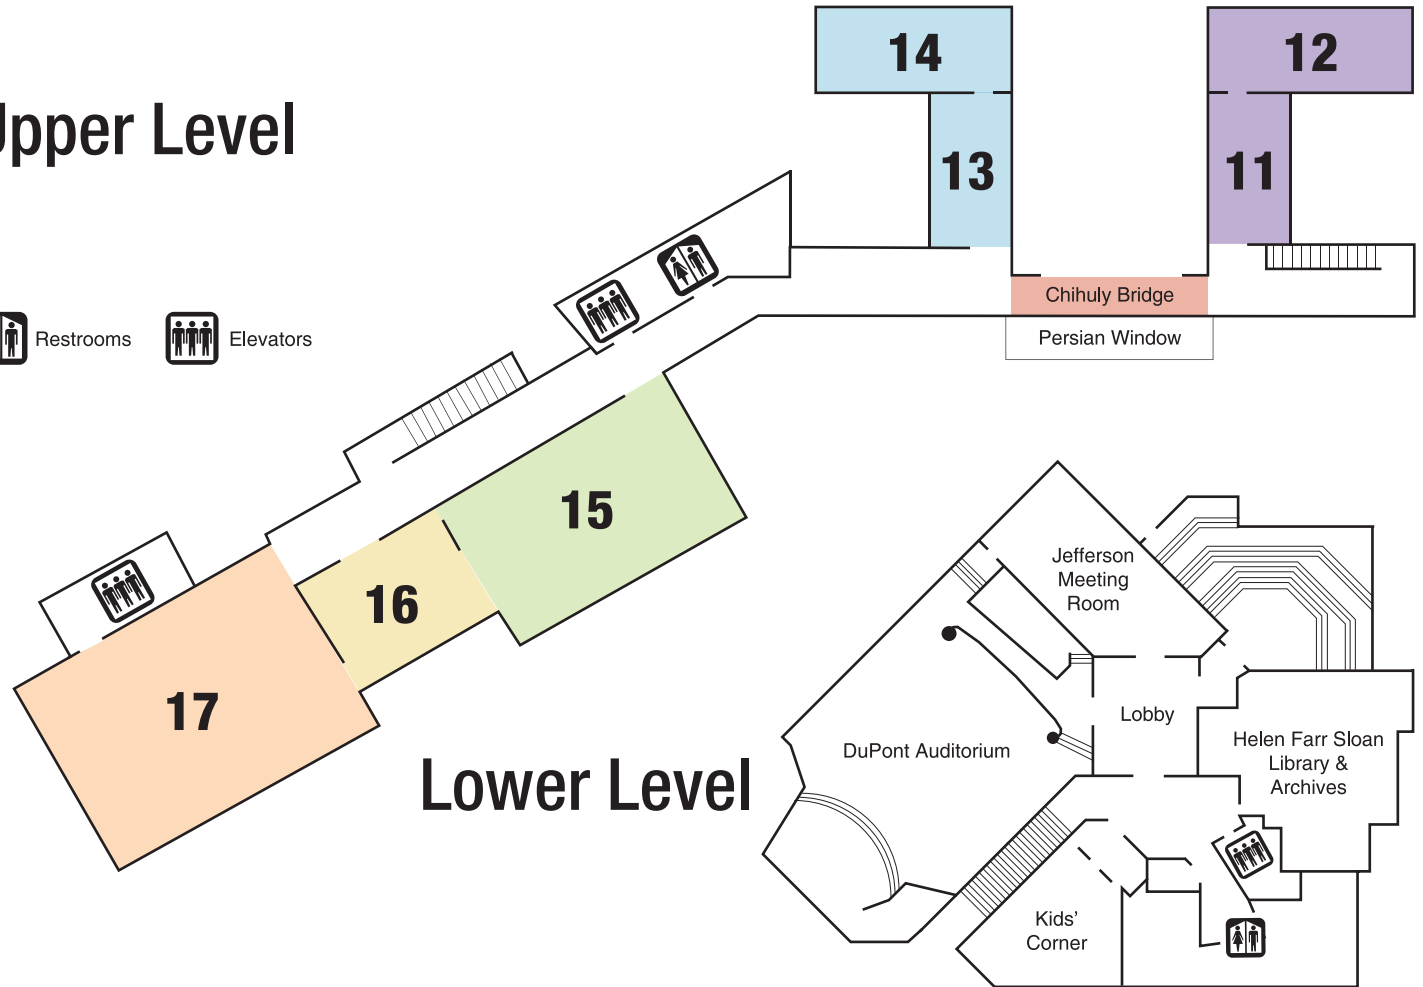 14
12
Upper Level
13
11
Chihuly Bridge
Restrooms
Elevators
Persian Window
15
16
17
Jefferson
Meeting
Room
Lobby
DuPont Auditorium
Helen Farr Sloan
Library &
Archives
Lower Level
Kids'
Corner